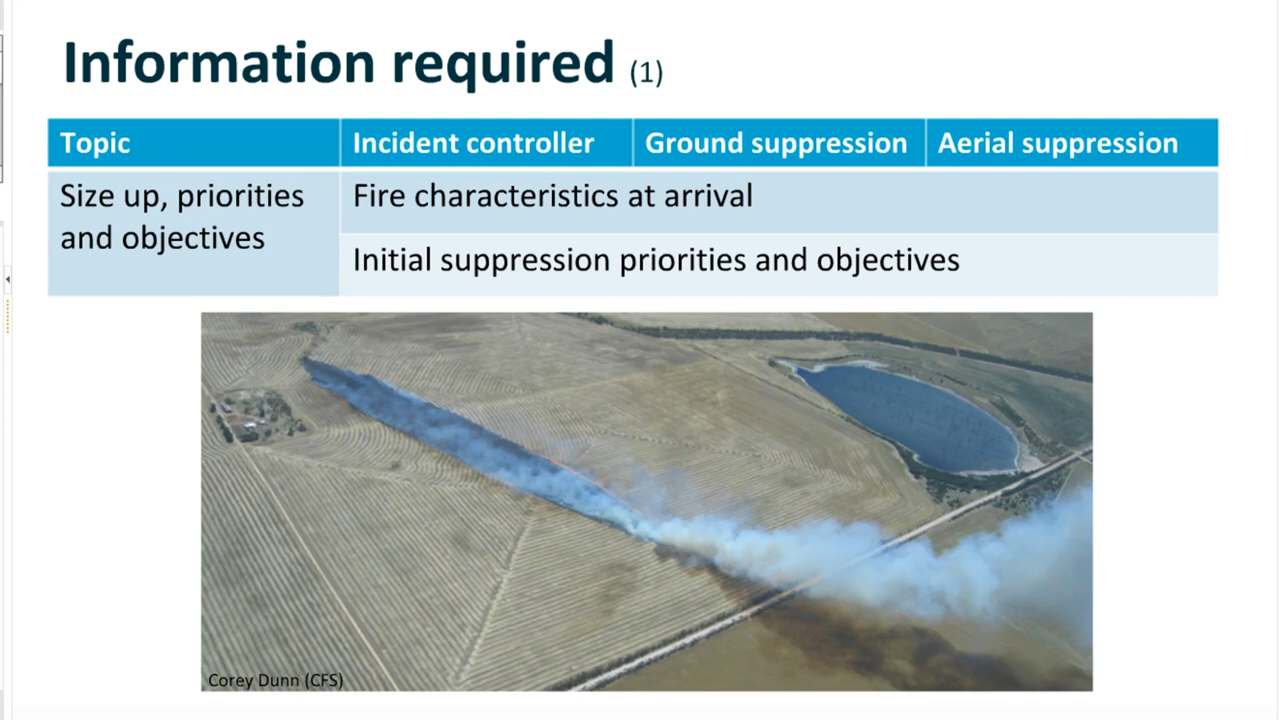 Information required (1)
Topic
Incident controller
Ground suppression
Aerial suppression
Size up, priorities
and objectives
Fire characteristics at arrival
Initial suppression priorities and objectives
Corey Dunn (CFS)